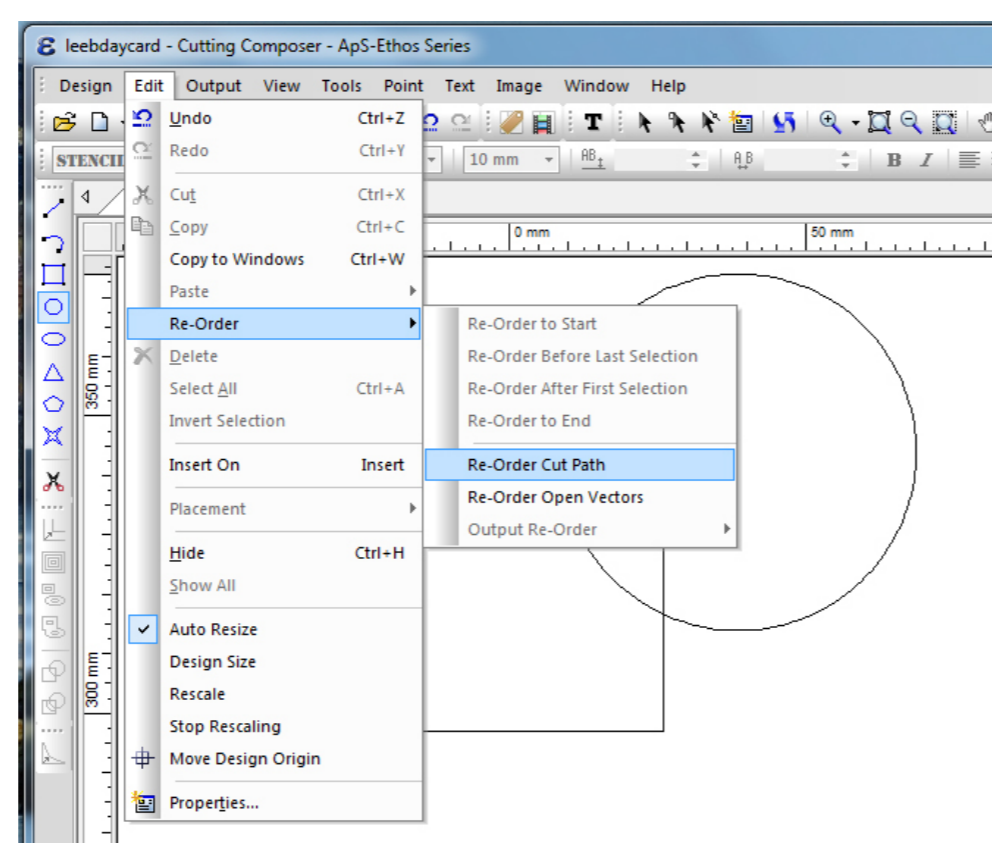 leebdaycard - Cutting Composer - ApS-Ethos Series
Design Edit Output View Tools Point Text Image Window Help
T
STENCIL 10 mm AB AB B I
0 mm 50 mm
350 mm
300 mm
Undo Ctrl+Z
Redo Ctrl+Y
Cut Ctrl+X
Copy Ctrl+C
Copy to Windows Ctrl+W
Paste
Re-Order
Delete
Select All Ctrl+A
Invert Selection
Insert On Insert
Placement
Hide Ctrl+H
Show All
Auto Resize
Design Size
Rescale
Stop Rescaling
Move Design Origin
Properties...
Re-Order to Start
Re-Order Before Last Selection
Re-Order After First Selection
Re-Order to End
Re-Order Cut Path
Re-Order Open Vectors
Output Re-Order